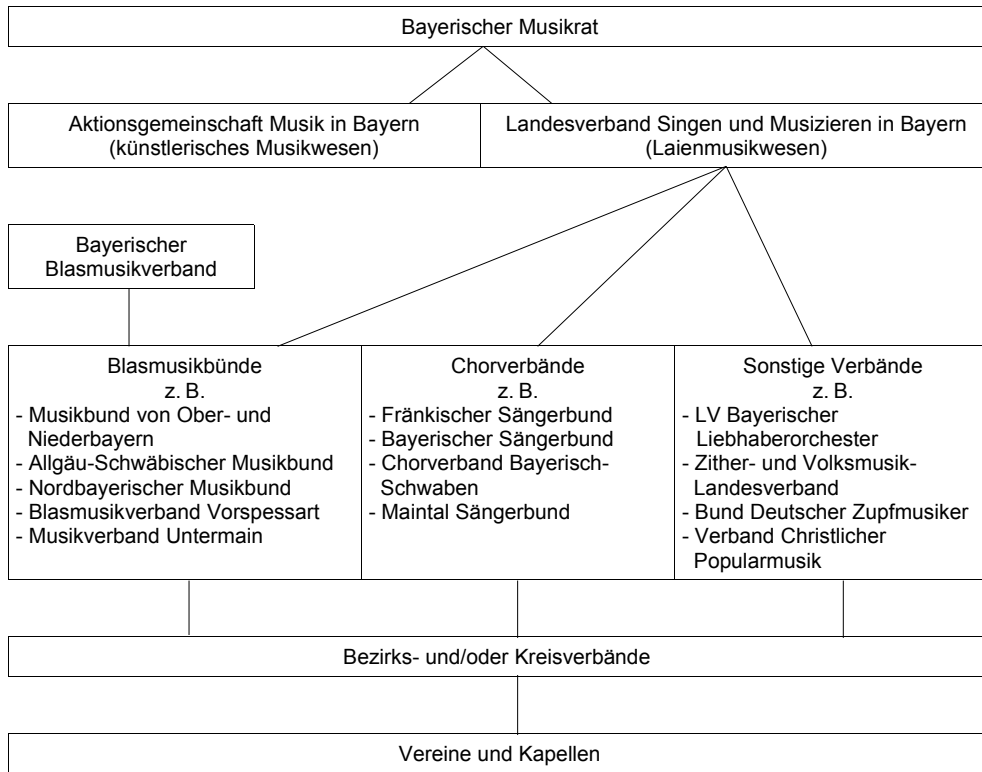 Bayerischer Musikrat
Aktionsgemeinschaft Musik in Bayern
(künstlerisches Musikwesen)
Landesverband Singen und Musizieren in Bayern
(Laienmusikwesen)
Bayerischer
Blasmusikverband
Blasmusikbünde
z. B.
- Musikbund von Ober- und
Niederbayern
- Allgäu-Schwäbischer Musikbund
- Nordbayerischer Musikbund
- Blasmusikverband Vorspessart
- Musikverband Untermain
Chorverbände
z. B.
- Fränkischer Sängerbund
- Bayerischer Sängerbund
- Chorverband Bayerisch-
Schwaben
- Maintal Sängerbund
Sonstige Verbände
z. B.
- LV Bayerischer
Liebhaberorchester
- Zither- und Volksmusik-
Landesverband
- Bund Deutscher Zupfmusiker
- Verband Christlicher
Popularmusik
Bezirks- und/oder Kreisverbände
Vereine und Kapellen